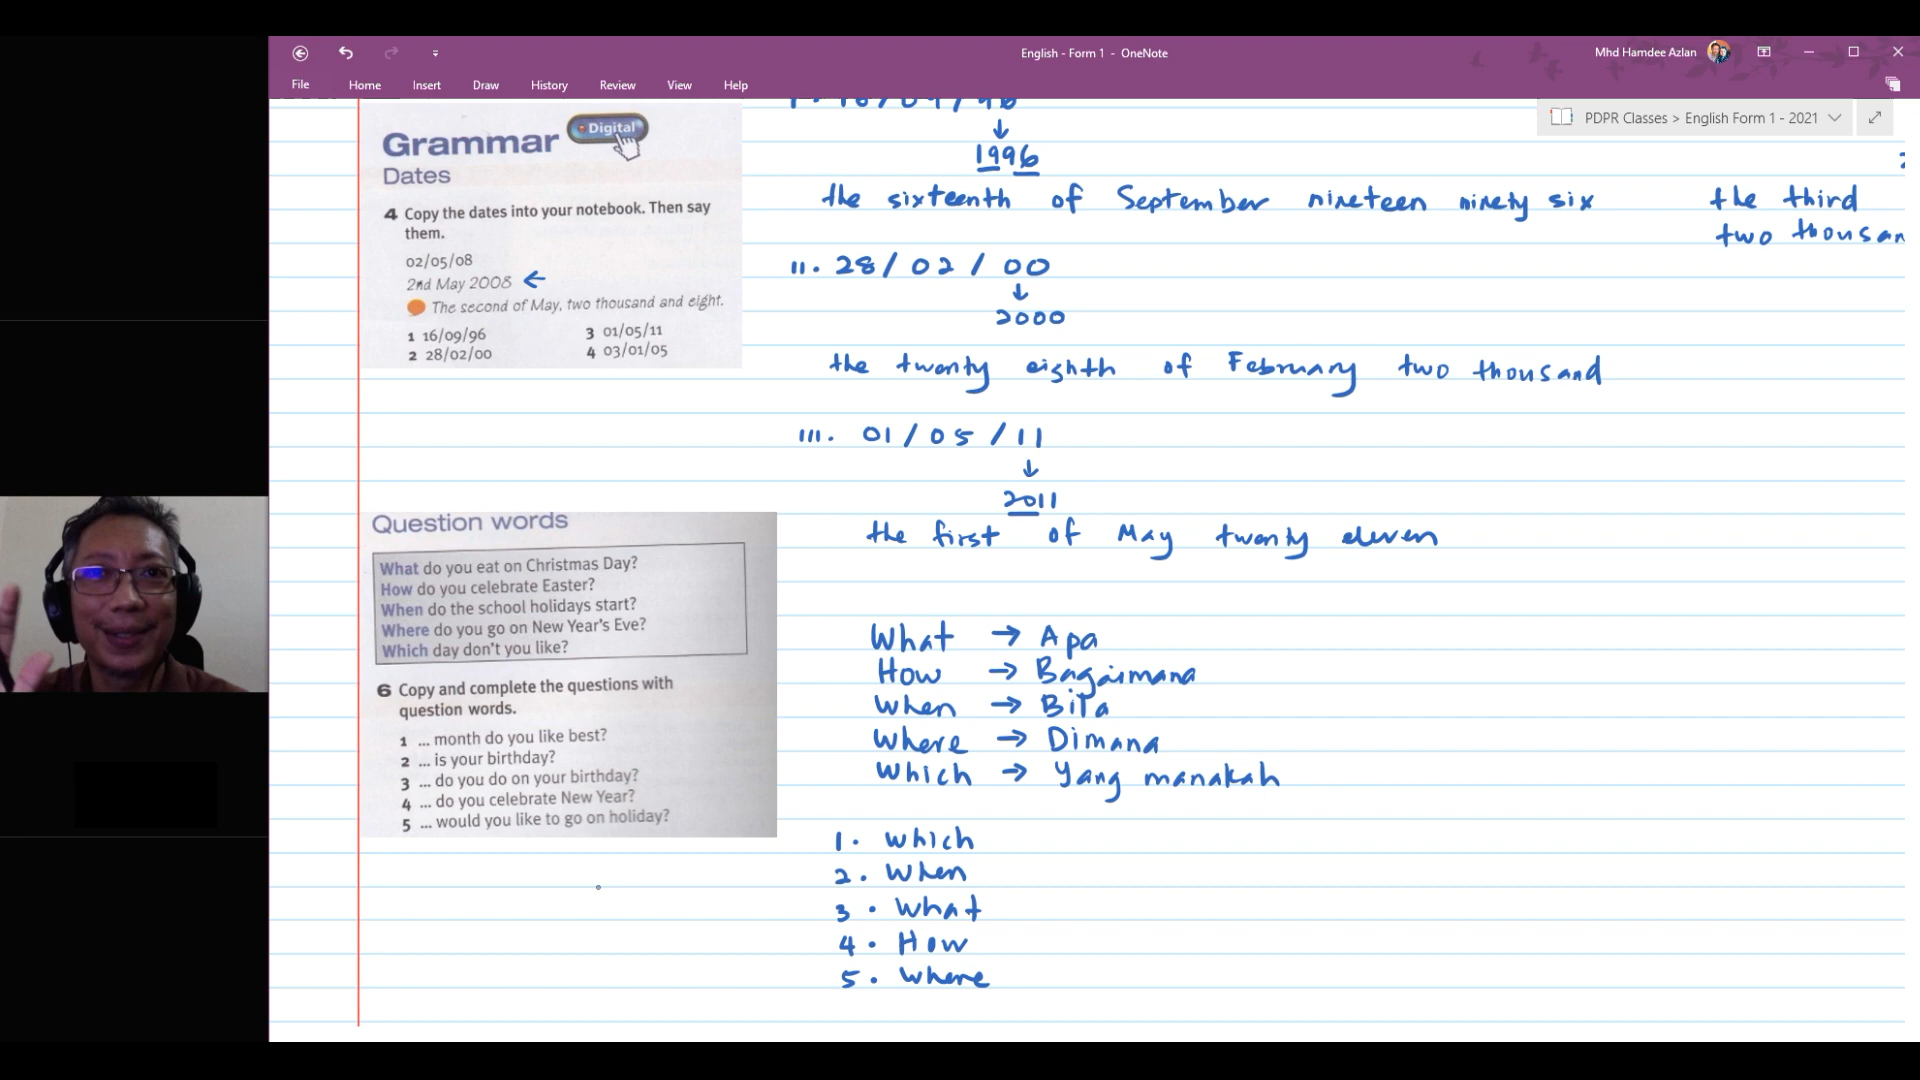 English - Form 1 - OneNote
Mhd Hamdee Azlan
File Home Insert Draw History Review View Help
PDPR Classes > English Form 1 - 2021
Grammar Digital
Dates
4 Copy the dates into your notebook. Then say
them.
02/05/08
2nd May 2008 ←
The second of May, two thousand and eight.
1 16/09/96
2 28/02/00
3 01/05/11
4 03/01/05
Question words
What do you eat on Christmas Day?
How do you celebrate Easter?
When do the school holidays start?
Where do you go on New Year's Eve?
Which day don't you like?
6 Copy and complete the questions with
question words.
1 ... month do you like best?
2 ... is your birthday?
3 ... do you do on your birthday?
4 ... do you celebrate New Year?
5 ... would you like to go on holiday?
↓
1996
the sixteenth of September nineteen ninety six
the third
two thousan
11. 28/02/00
↓
2000
the twenty eighth of February two thousand
111. 01/05/11
↓
2011
the first of May twenty eleven
What → Apa
How → Bagaimana
When → Bila
Where → Dimana
Which → Yang manakah
1. Which
2. When
3. What
4. How
5. Where